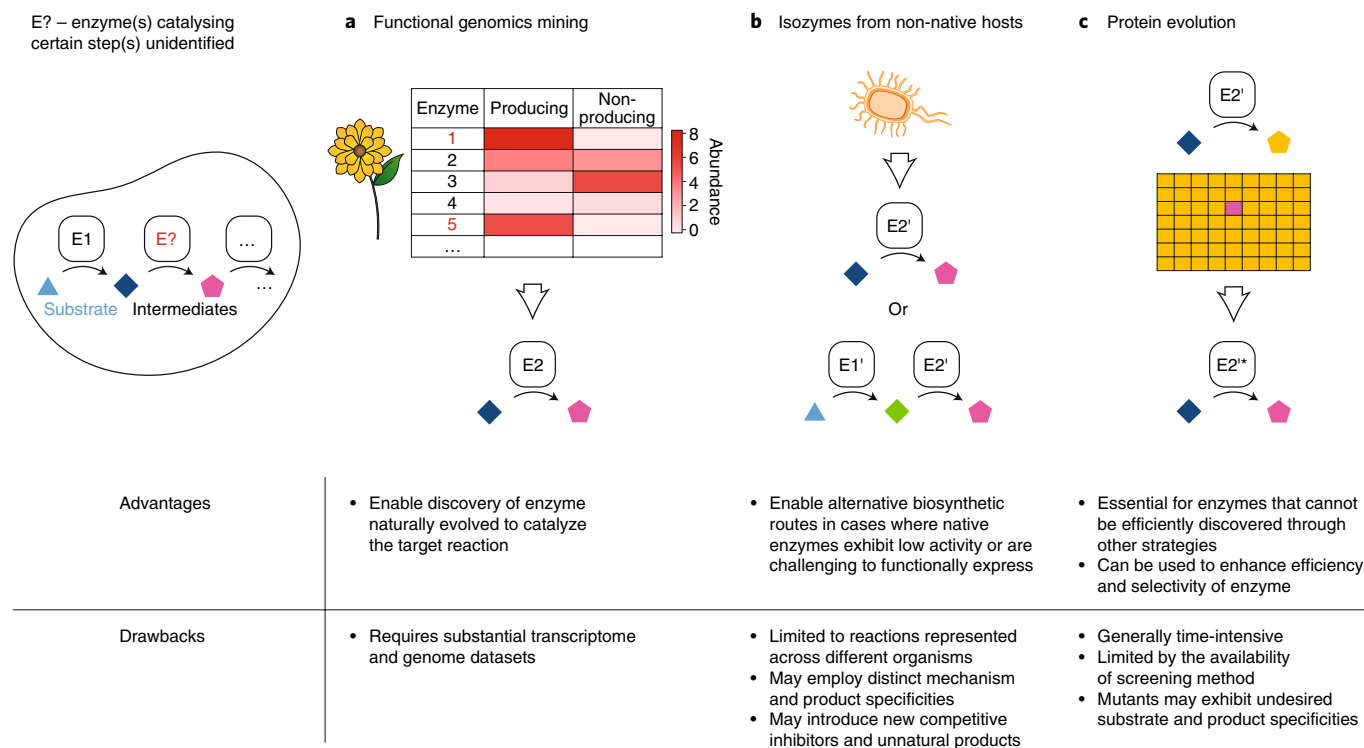 E? – enzyme(s) catalysing
certain step(s) unidentified
E1
E?
...
Substrate
Intermediates
...
a Functional genomics mining
Enzyme
Producing
Non-
producing
1
2
3
4
5
...
8
6
4
2
0
Abundance
E2
b Isozymes from non-native hosts
E2'
Or
E1'
E2'
c Protein evolution
E2'
E2'*
Advantages
• Enable discovery of enzyme
naturally evolved to catalyze
the target reaction
• Enable alternative biosynthetic
routes in cases where native
enzymes exhibit low activity or are
challenging to functionally express
• Essential for enzymes that cannot
be efficiently discovered through
other strategies
• Can be used to enhance efficiency
and selectivity of enzyme
Drawbacks
• Requires substantial transcriptome
and genome datasets
• Limited to reactions represented
across different organisms
• May employ distinct mechanism
and product specificities
• May introduce new competitive
inhibitors and unnatural products
• Generally time-intensive
• Limited by the availability
of screening method
• Mutants may exhibit undesired
substrate and product specificities